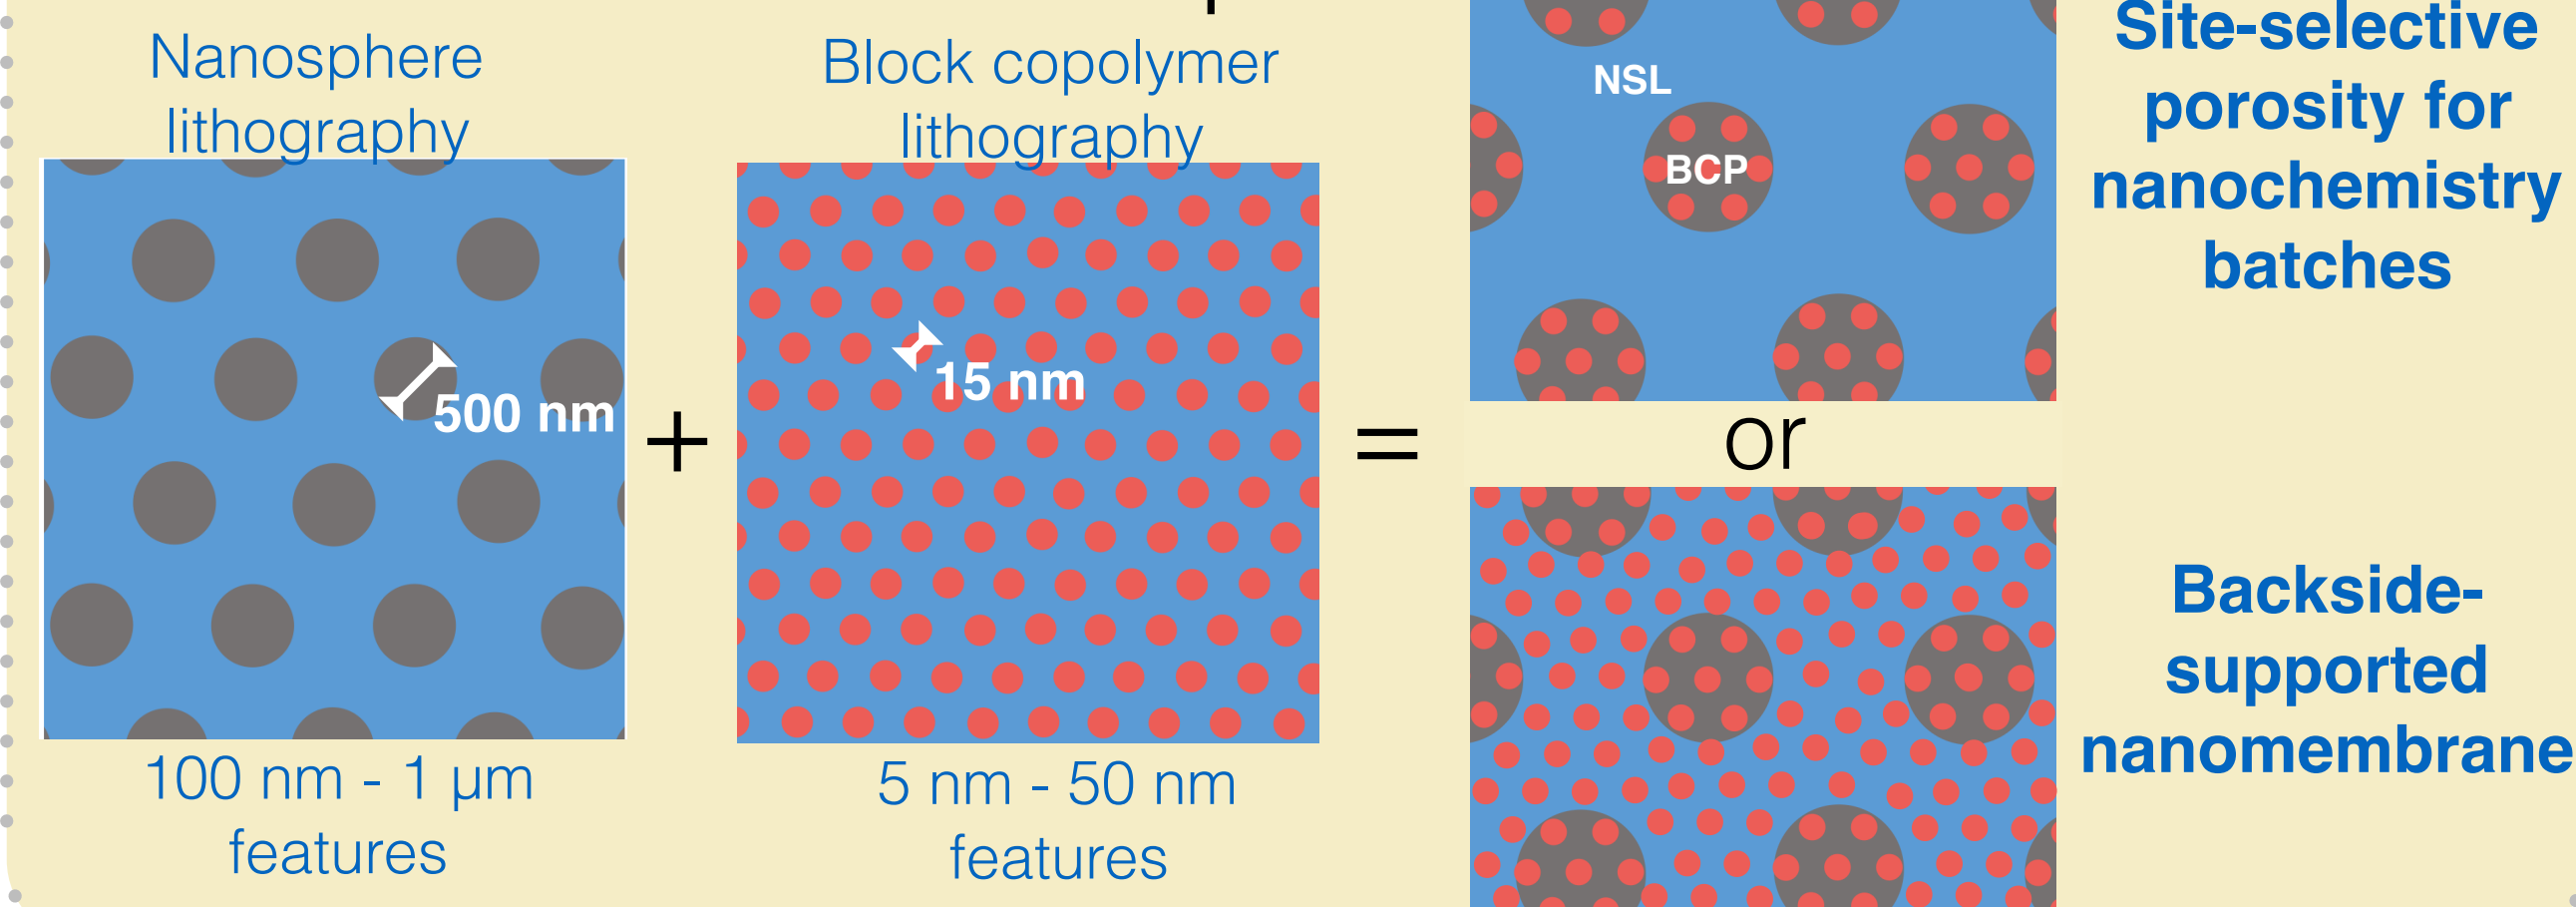 Nanosphere
lithography
500 nm
100 nm - 1 µm
features
+
Block copolymer
lithography
15 nm
5 nm - 50 nm
features
=
NSL
BCP
or
Site-selective
porosity for
nanochemistry
batches
Backside-
supported
nanomembrane